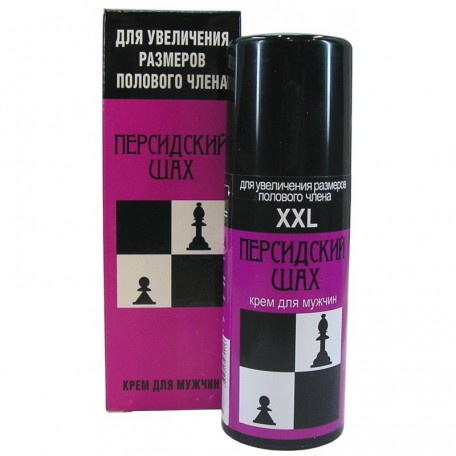 ДЛЯ УВЕЛИЧЕНИЯ
РАЗМЕРОВ
ПОЛОВОГО ЧЛЕНА
ПЕРСИДСКИЙ
ШАХ
КРЕМ ДЛЯ МУЖЧИН
для увеличения размеров
полового члена
XXL
ПЕРСИДСКИЙ
ШАХ
крем для мужчин